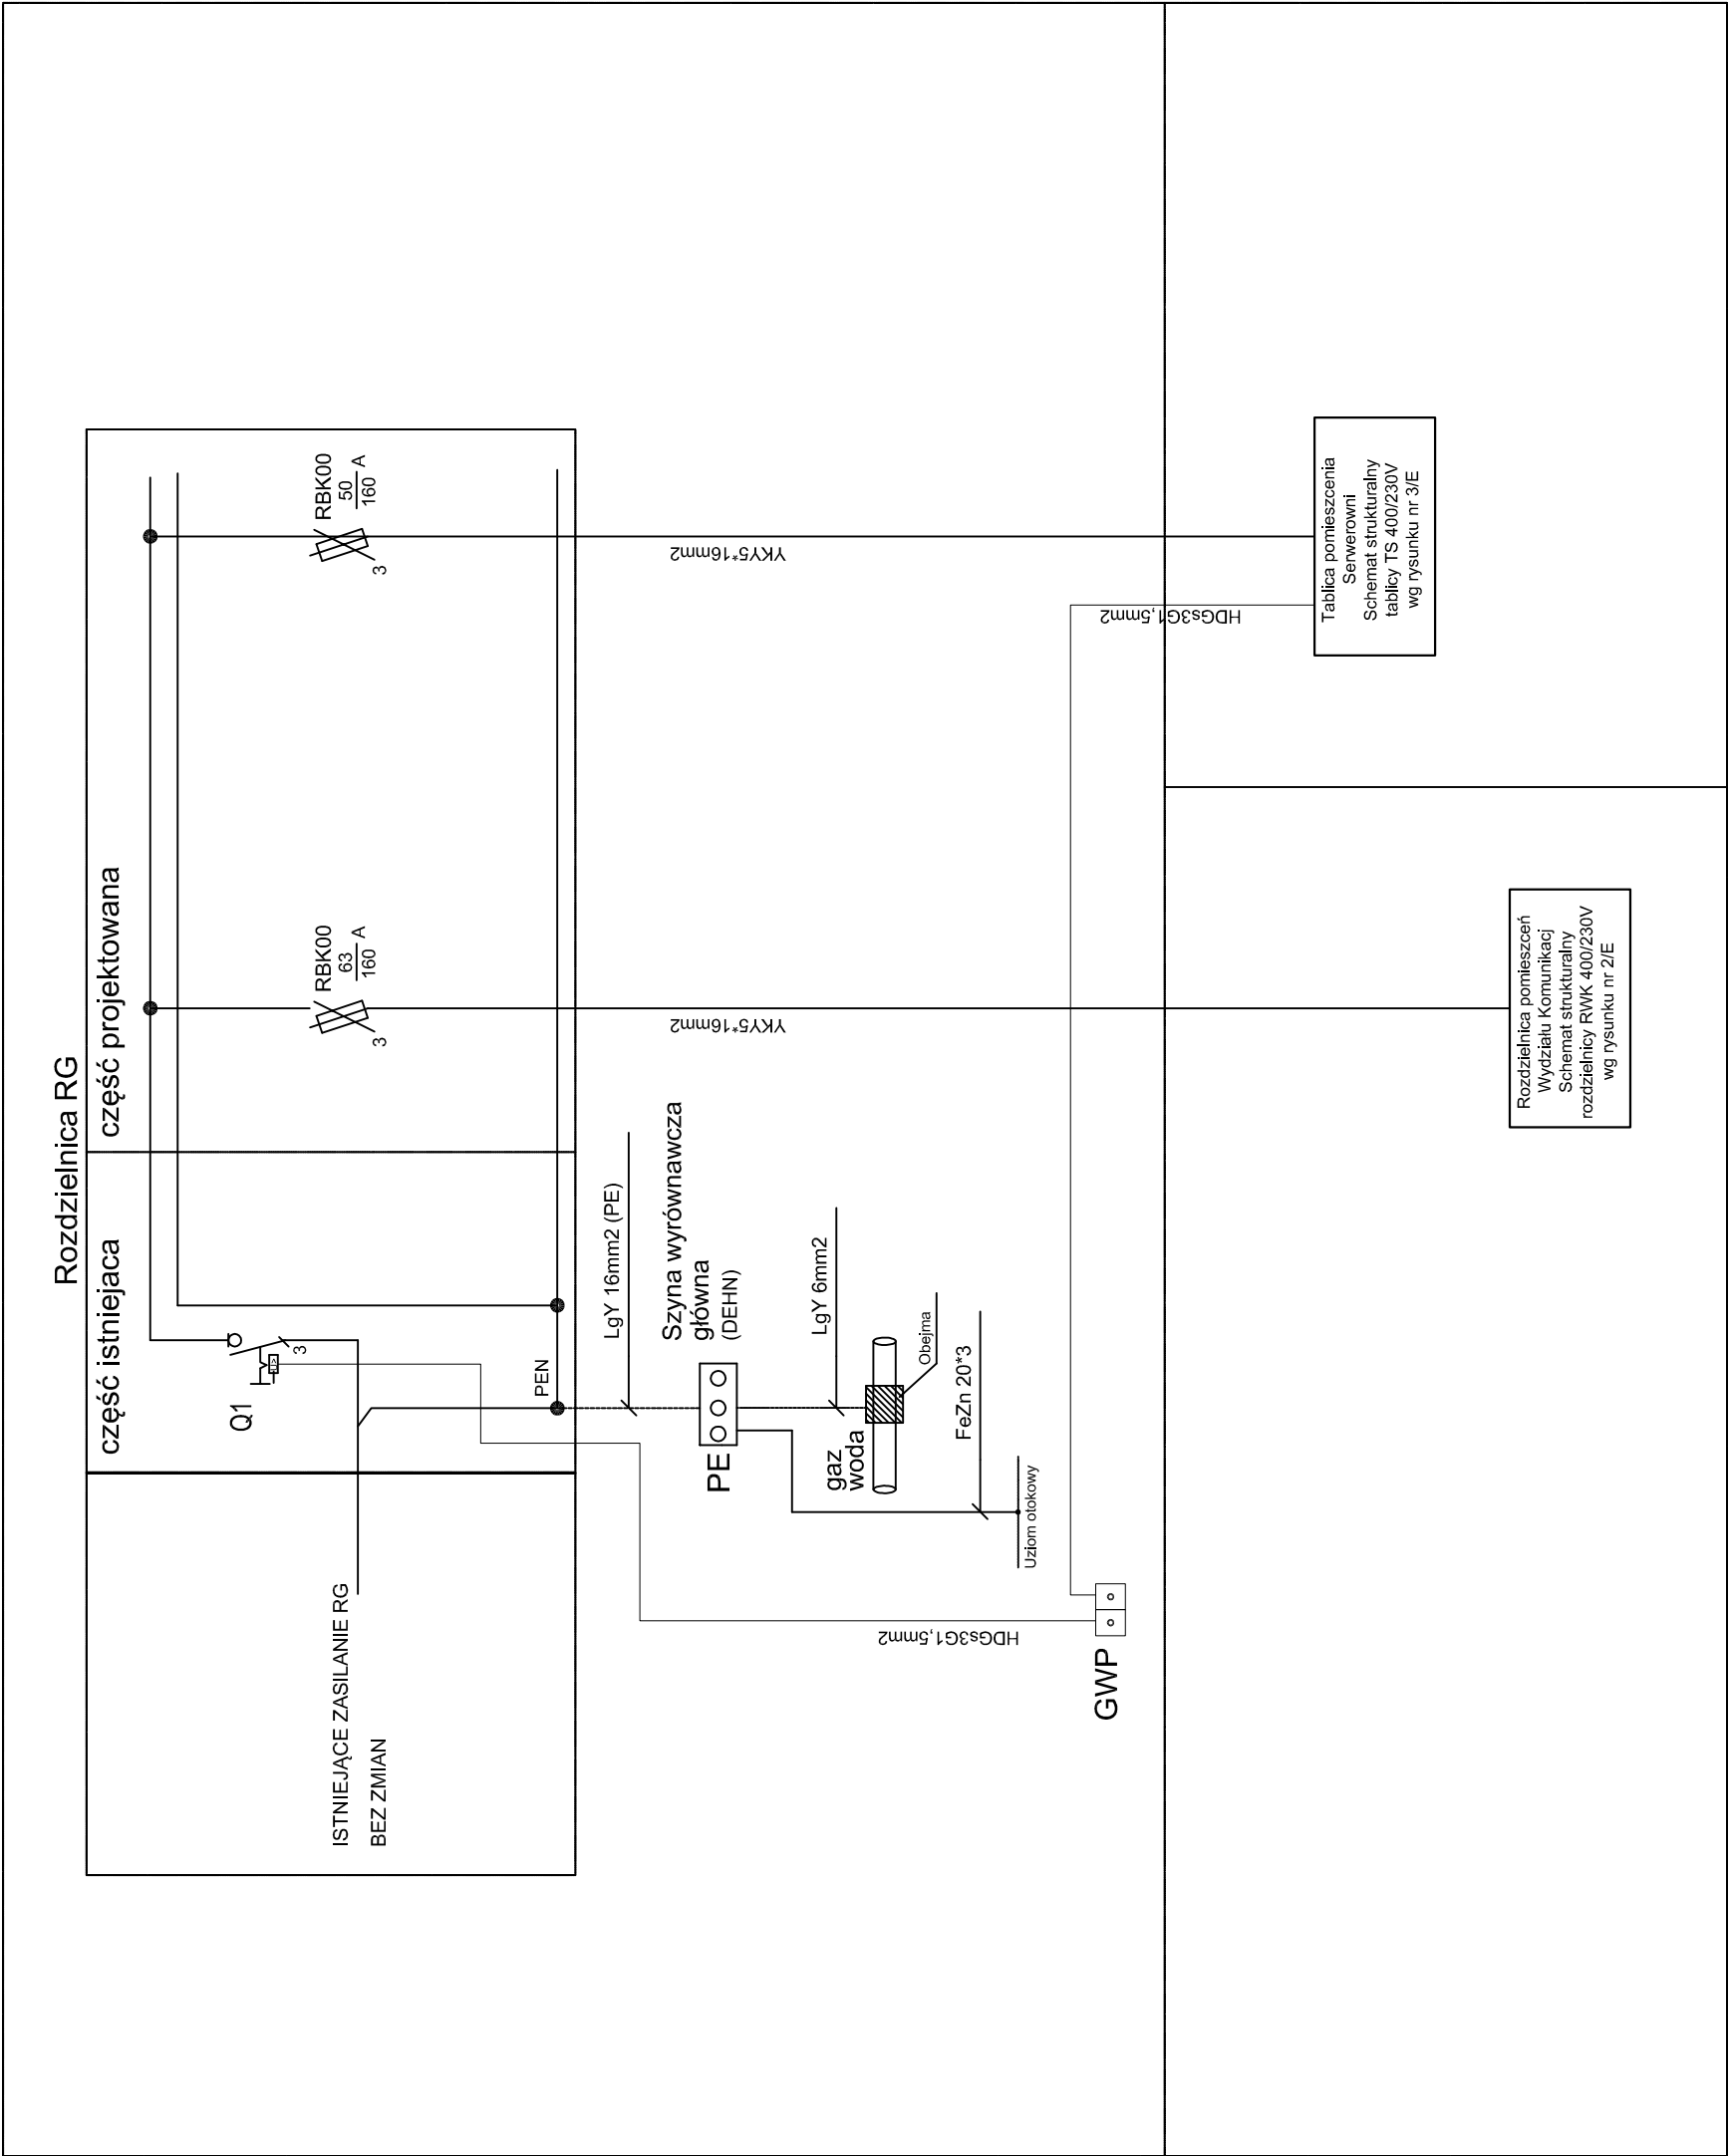 Rozdzielnica RG
część istniejaca
część projektowana
ISTNIEJĄCE ZASILANIE RG
BEZ ZMIAN
Q1
U>
3
PEN
RBK00
63
160
A
3
RBK00
50
160
A
3
LgY 16mm2 (PE)
Szyna wyrównawcza
główna
(DEHN)
PE
LgY 6mm2
gaz
woda
Obejma
FeZn 20*3
Uziom otokowy
YKY5*16mm2
YKY5*16mm2
HDGs3G1,5mm2
HDGs3G1,5mm2
GWP
Rozdzielnica pomieszceń
Wydziału Komunikacj
Schemat strukturalny
rozdzielnicy RWK 400/230V
wg rysunku nr 2/E
Tablica pomieszcenia
Serwerowni
Schemat strukturalny
tablicy TS 400/230V
wg rysunku nr 3/E